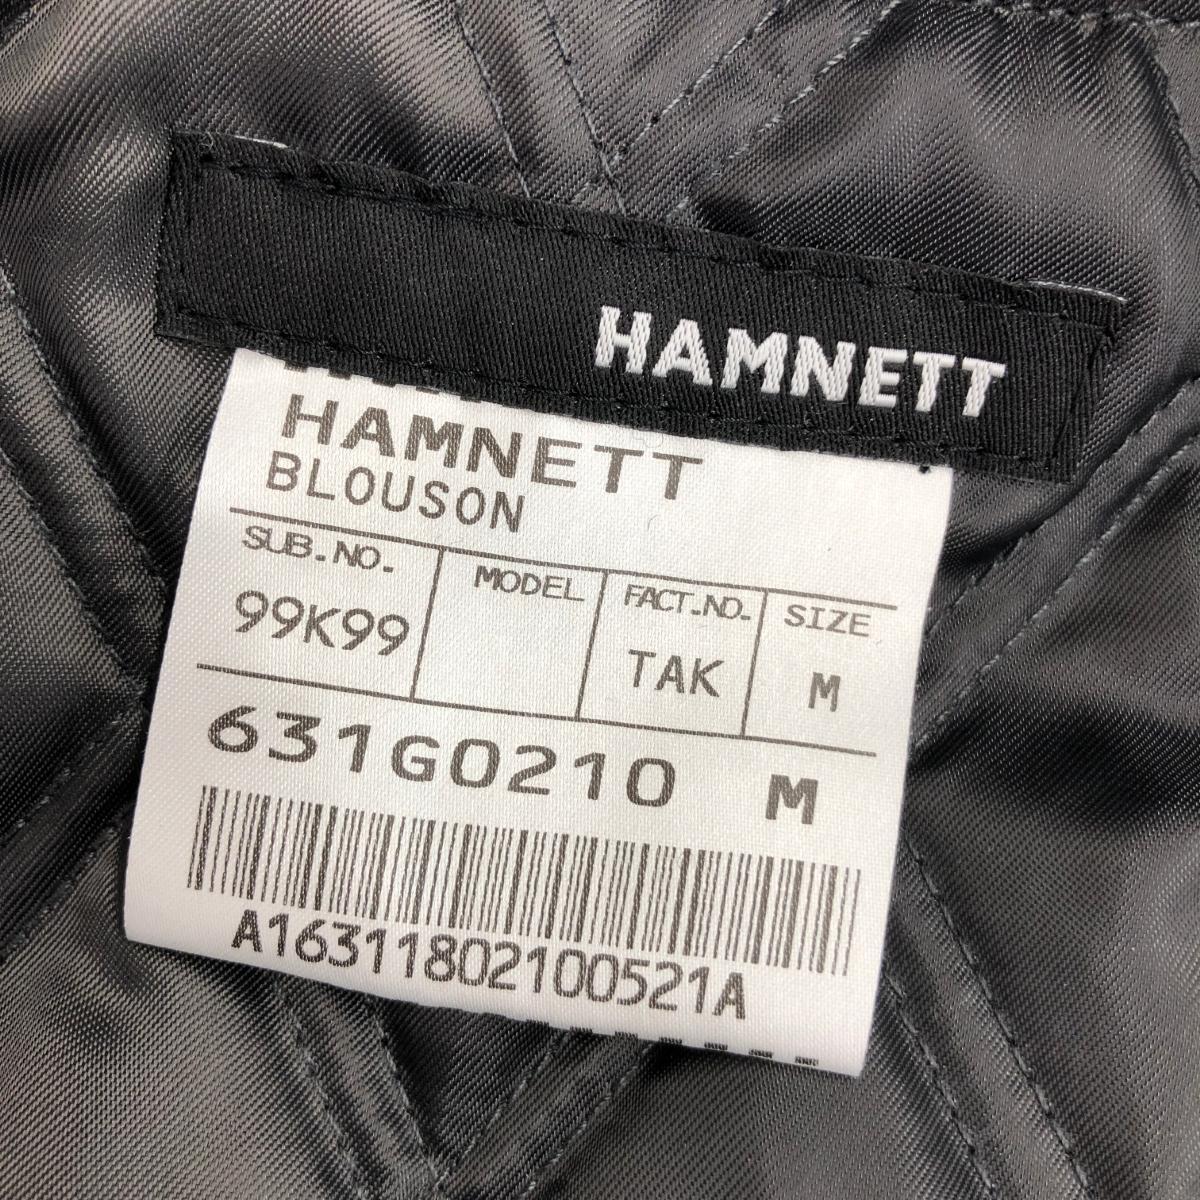 HAMNETT
HAMNETT
BLOUSON
SUB.NO. MODEL FACT.NO. SIZE
99K99 TAK M
631G0210 M
A16311802100521A